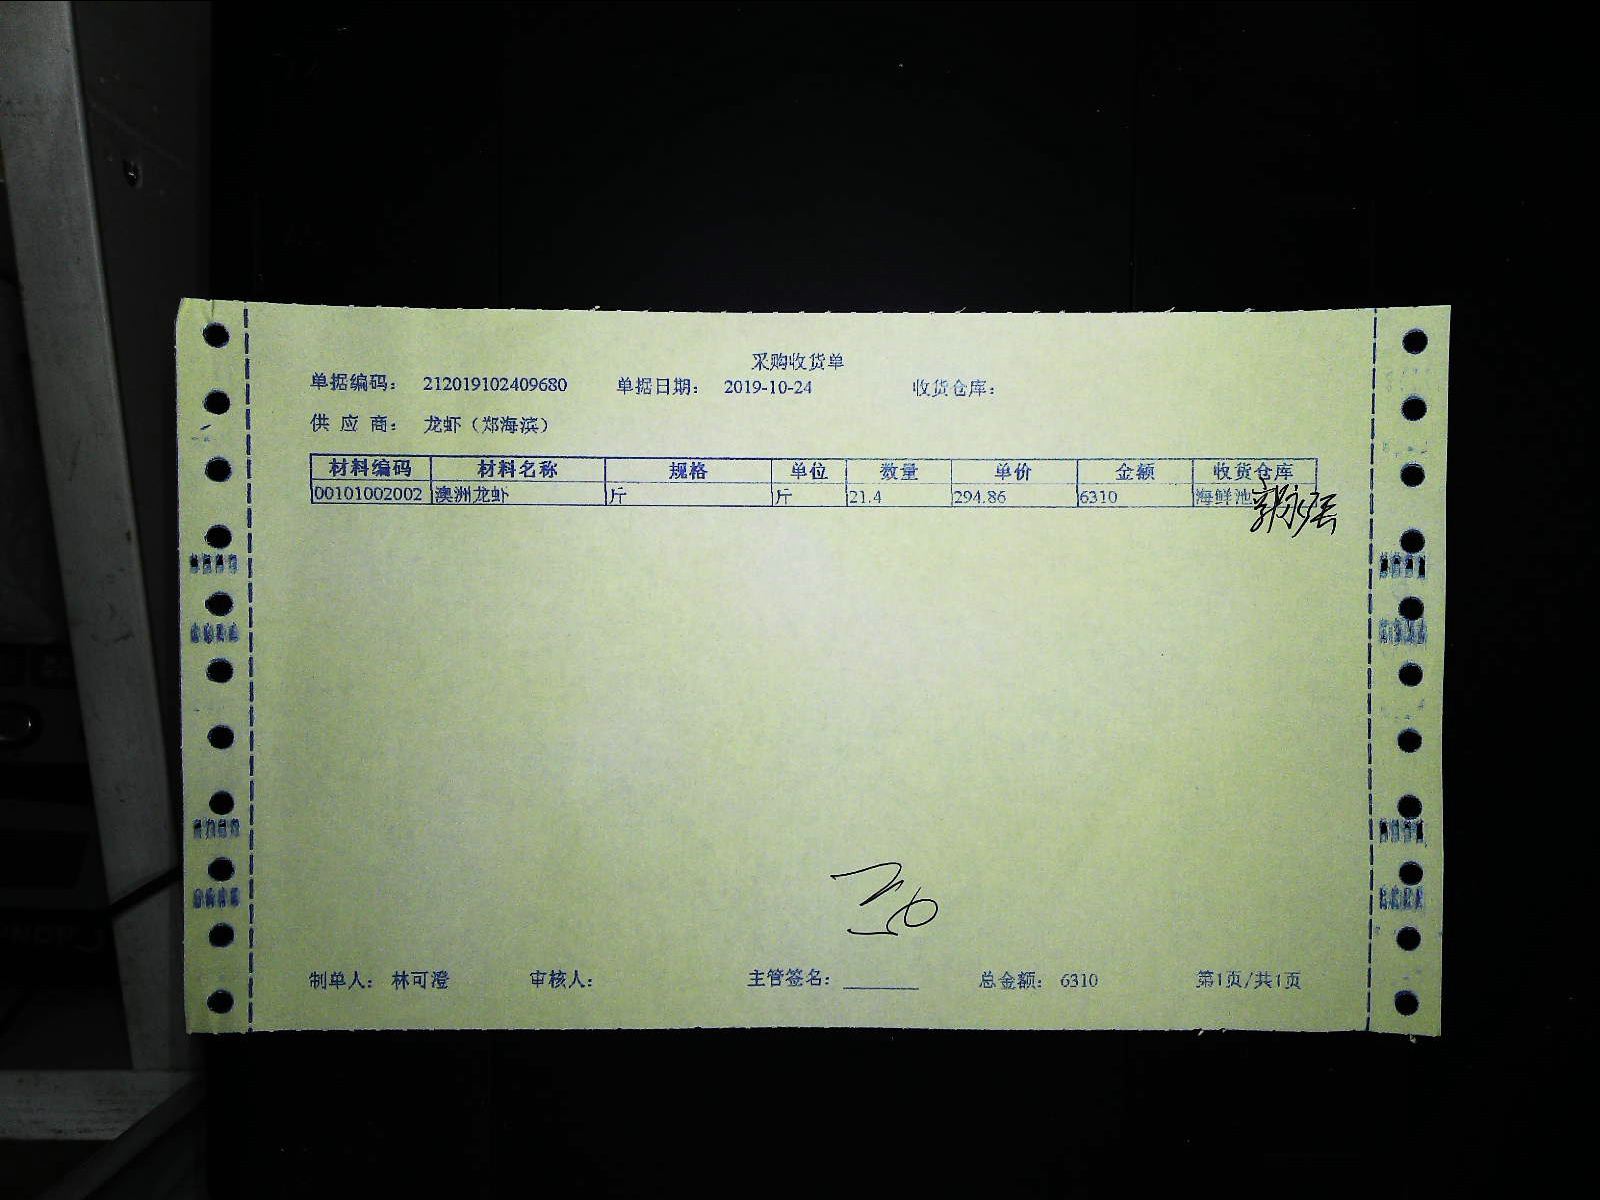 采购收货单
单据编码： 212019102409680 单据日期： 2019-10-24 收货仓库：
供 应 商： 龙虾（郑海滨）
材料编码 材料名称 规格 单位 数量 单价 金额 收货仓库
00101002002 澳洲龙虾 斤 斤 21.4 294.86 6310 海鲜池
制单人： 林可澄 审核人： 主管签名： 总金额： 6310 第1页/共1页